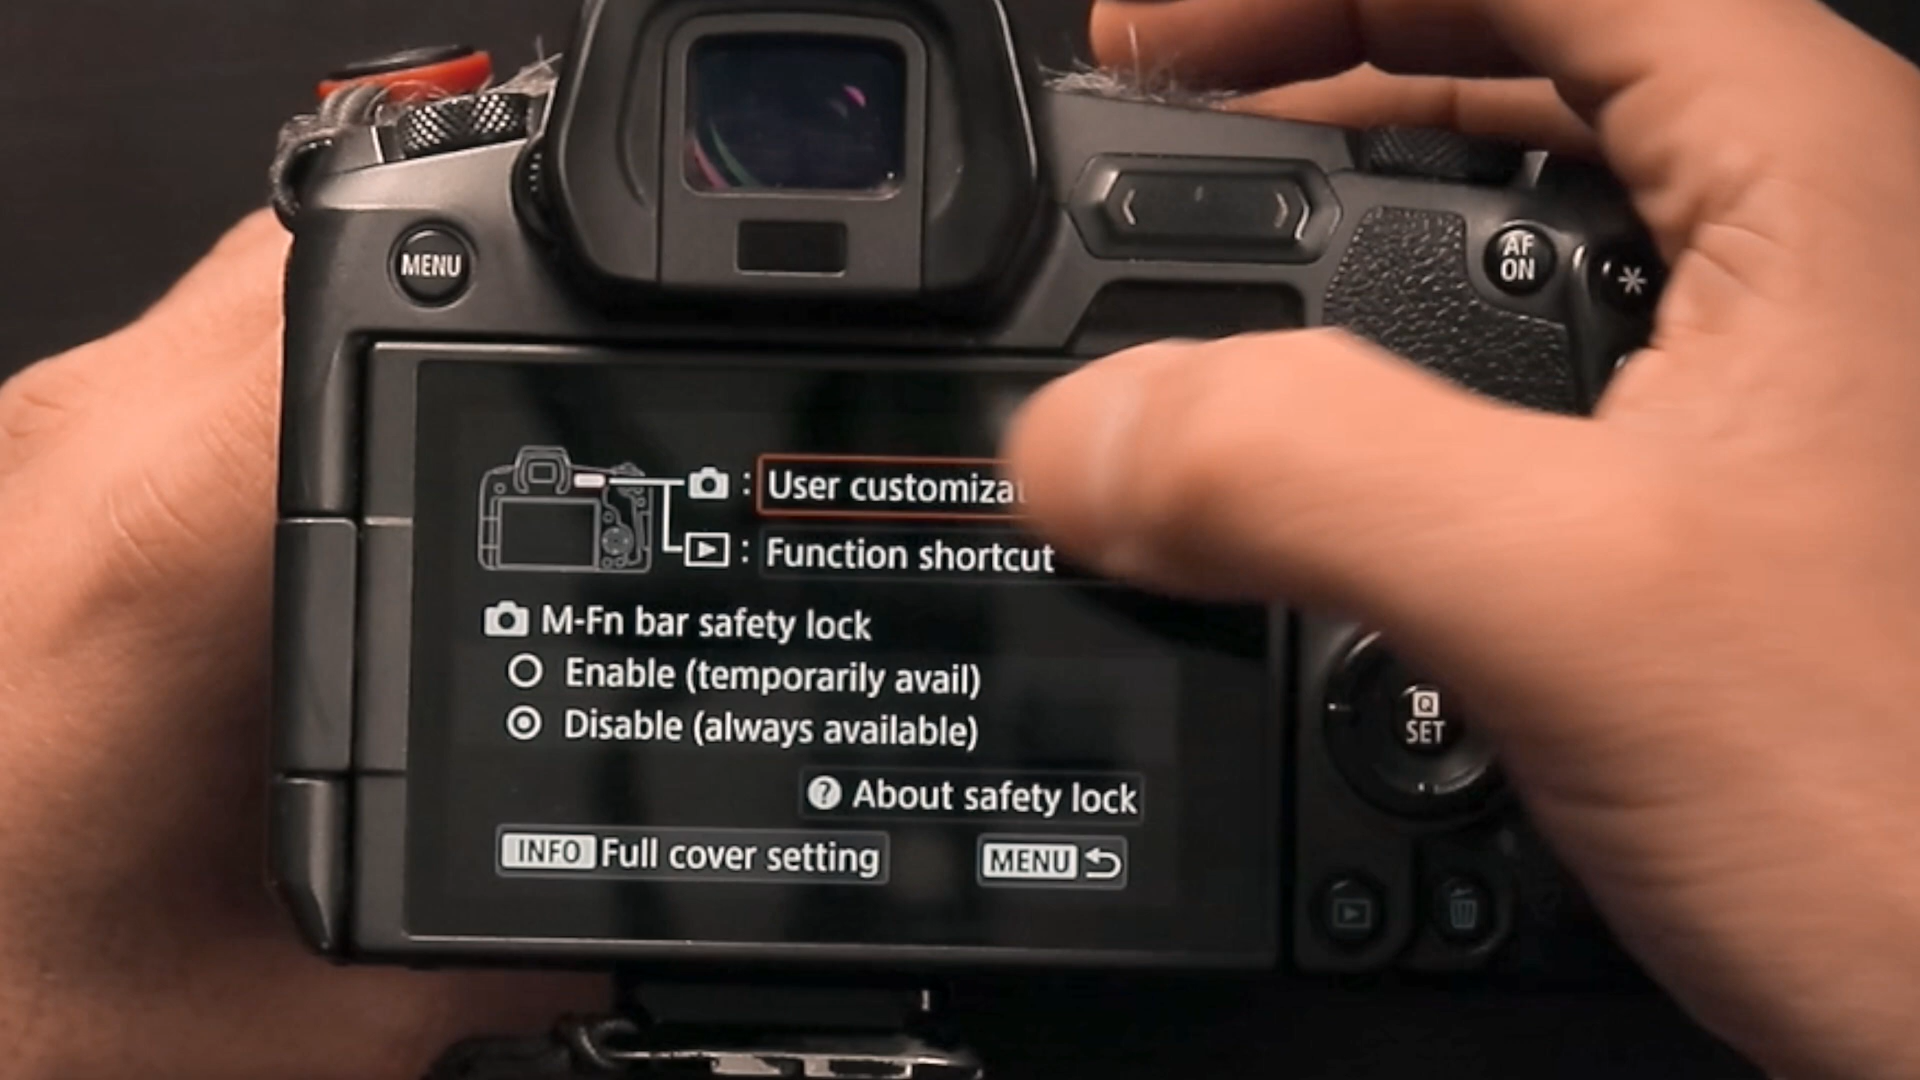 MENU
AF
ON
*
: User
: Function shortcut
M-Fn bar safety lock
Enable (temporarily avail)
Disable (always available)
? About safety lock
INFO Full cover setting
MENU
Q
SET